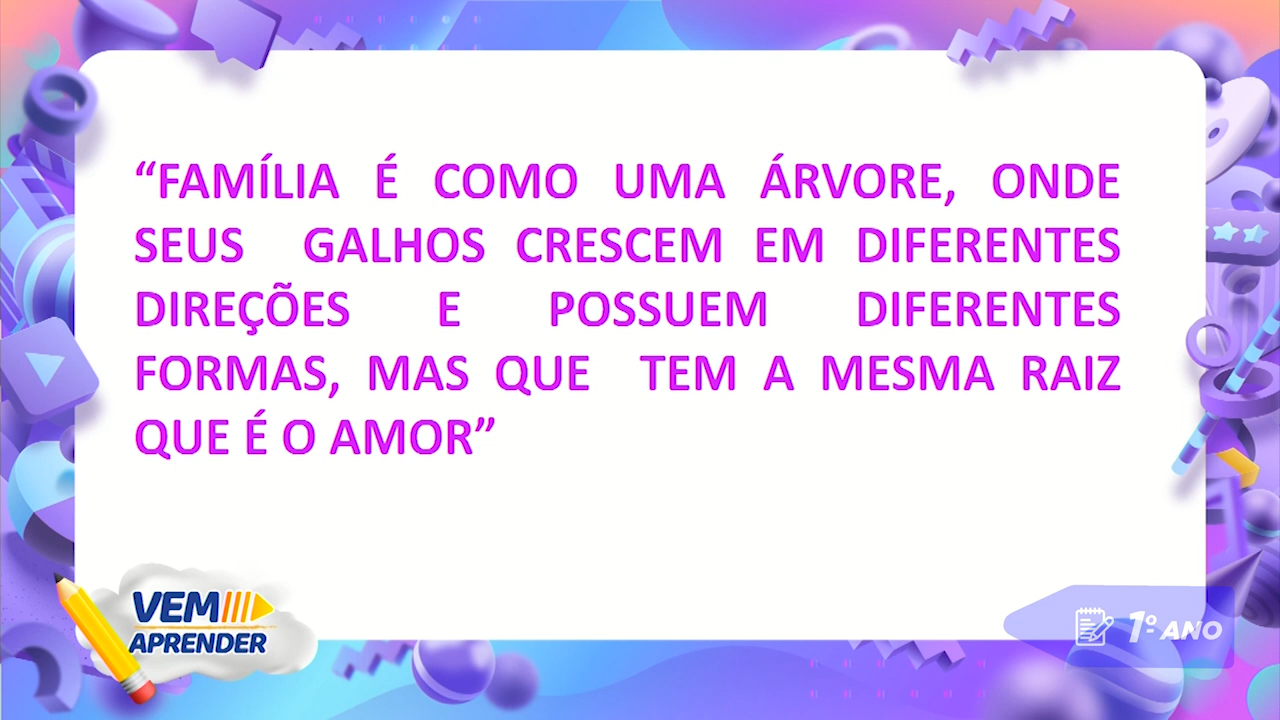 “FAMÍLIA É COMO UMA ÁRVORE, ONDE
SEUS GALHOS CRESCEM EM DIFERENTES
DIREÇÕES E POSSUEM DIFERENTES
FORMAS, MAS QUE TEM A MESMA RAIZ
QUE É O AMOR”
VEM
APRENDER
1º ANO